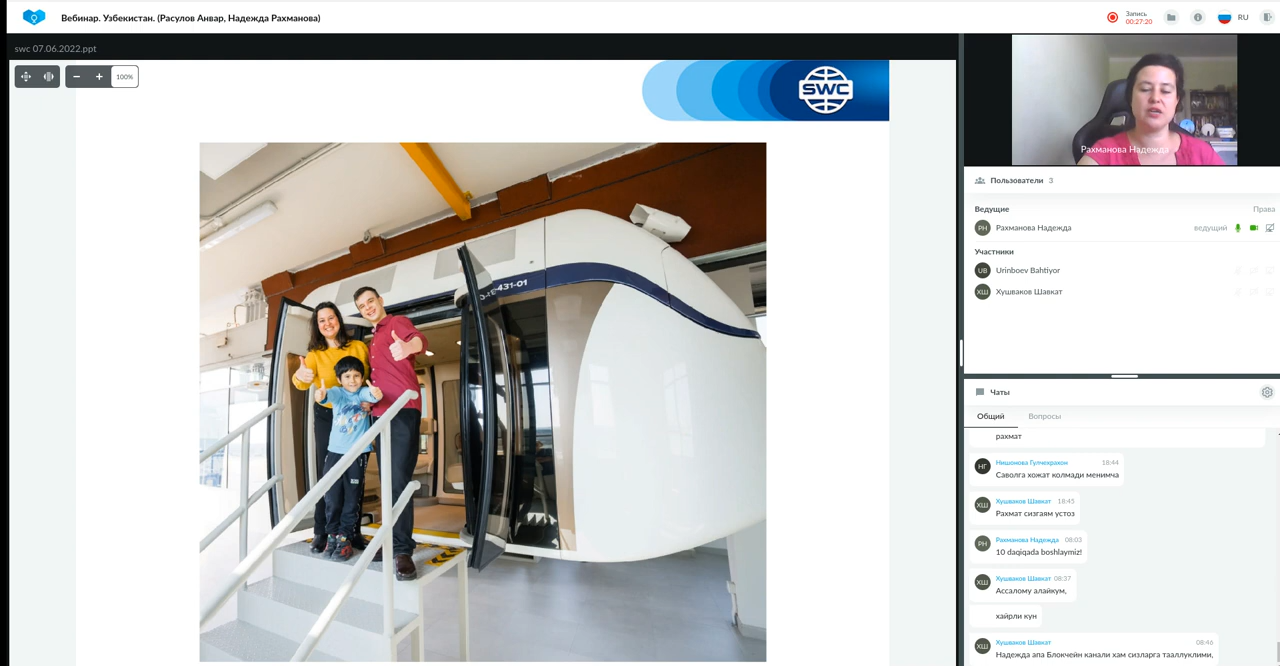 Вебинар. Узбекистан. (Расулов Анвар, Надежда Рахманова)
Запись
00:27:20
RU
swc 07.06.2022.ppt
100%
SWC
431-01
Рахманова Надежда
Пользователи 3
Ведущие
Права
РН Рахманова Надежда ведущий
Участники
UB Urinboev Bahtiyor
ХШ Хушваков Шавкат
Чаты
Общий Вопросы
рахмат
НГ Нишонова Гулчехрахон 18:44
Саволга хожат колмади менимча
ХШ Хушваков Шавкат 18:45
Рахмат сизгаям устоз
РН Рахманова Надежда 08:03
10 daqiqada boshlaymiz!
ХШ Хушваков Шавкат 08:37
Ассалому алайкум,
хайрли кун
ХШ Хушваков Шавкат 08:46
Надежда апа Блокчейн канали хам сизларга тааллуклими,